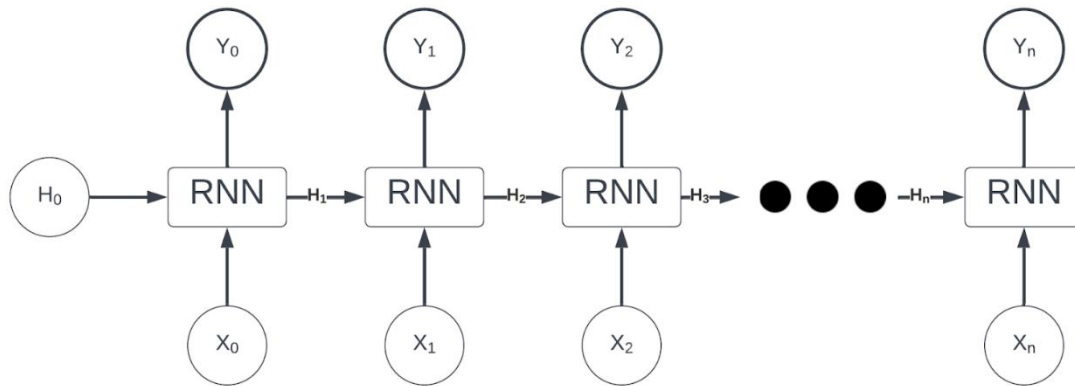 Y₀ Y₁ Y₂ Yₙ
H₀ RNN H₁ RNN H₂ RNN H₃ Hₙ RNN
X₀ X₁ X₂ Xₙ